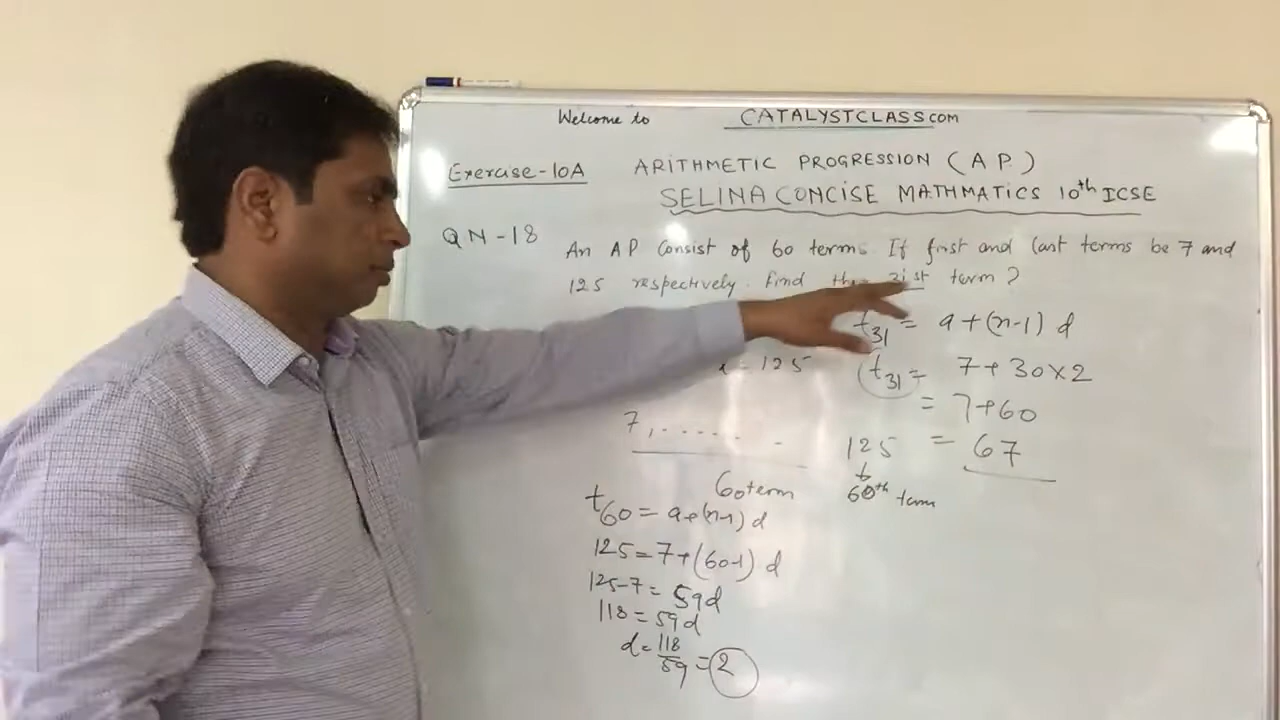 Welcome to CATALYSTCLASS.com
Exercise-10A
ARITHMETIC PROGRESSION (A P.)
SELINA CONCISE MATHMATICS 10th ICSE
QN-18
An AP consist of 60 terms. If first and last terms be 7 and
125 respectively. Find the 31st term?
t31 = a+(n-1) d
= 125
t31 = 7+30×2
= 7+60
7, ........
125 = 67
60th term
60term
t60 = a+(n-1) d
125=7+(60-1) d
125-7= 59d
118=59d
d=118/59=2